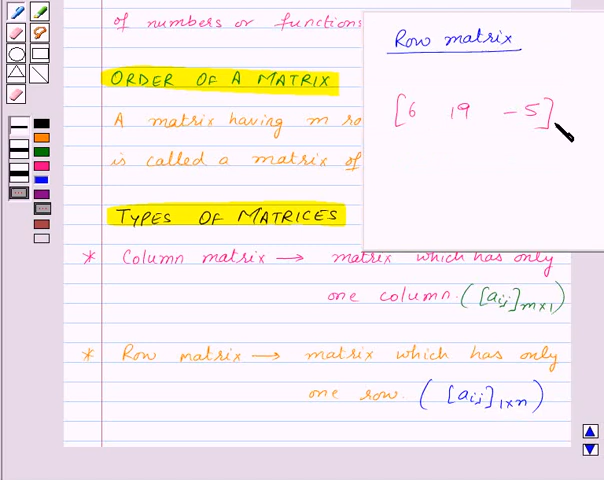 of numbers or functions
Row matrix
ORDER OF A MATRIX
[6 19 -5]
A matrix having m ro
is called a matrix of
TYPES OF MATRICES
* Column matrix → matrix which has only
one column. ([aij]m×1)
* Row matrix → matrix which has only
one row. ([aij]1×n)